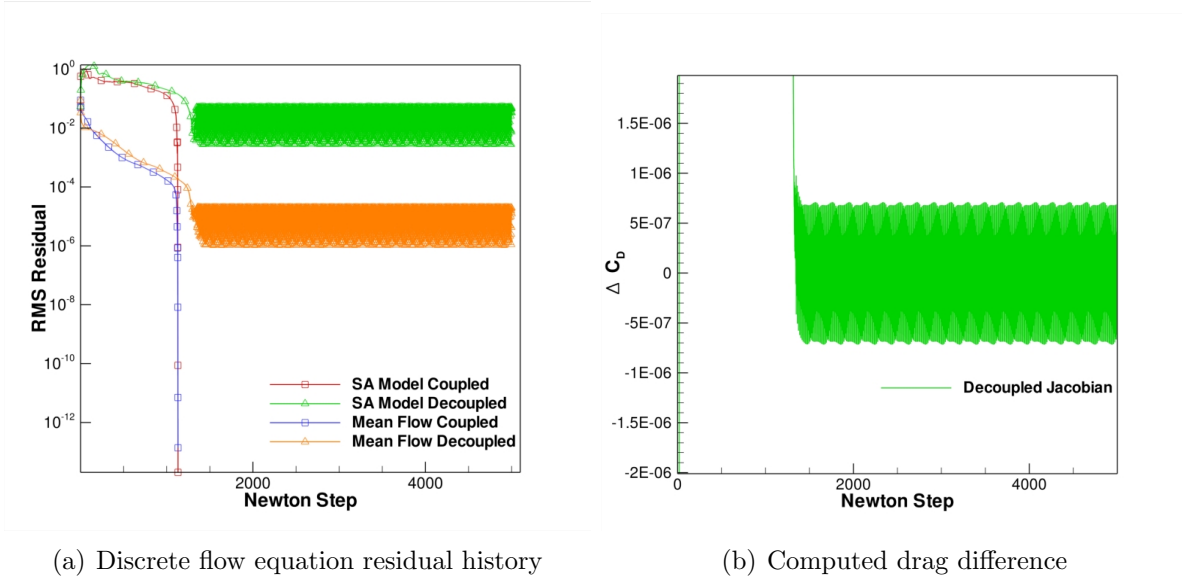 10^0
10^-2
10^-4
10^-6
10^-8
10^-10
10^-12
RMS Residual
SA Model Coupled
SA Model Decoupled
Mean Flow Coupled
Mean Flow Decoupled
2000
4000
Newton Step
(a) Discrete flow equation residual history
1.5E-06
1E-06
5E-07
0
-5E-07
-1E-06
-1.5E-06
-2E-06
Δ C_D
Decoupled Jacobian
0
2000
4000
Newton Step
(b) Computed drag difference